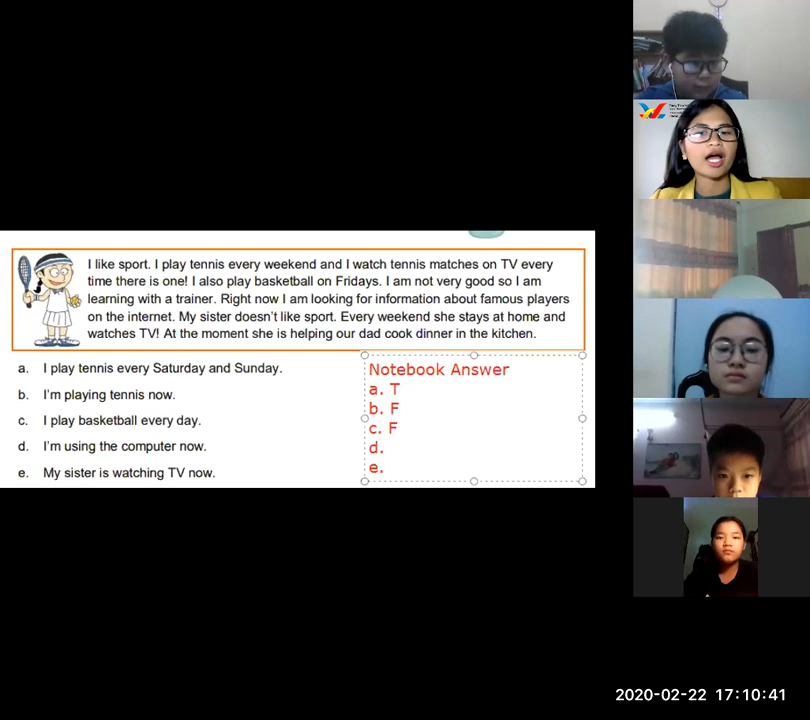 I like sport. I play tennis every weekend and I watch tennis matches on TV every
time there is one! I also play basketball on Fridays. I am not very good so I am
learning with a trainer. Right now I am looking for information about famous players
on the internet. My sister doesn't like sport. Every weekend she stays at home and
watches TV! At the moment she is helping our dad cook dinner in the kitchen.
a. I play tennis every Saturday and Sunday.
b. I'm playing tennis now.
c. I play basketball every day.
d. I'm using the computer now.
e. My sister is watching TV now.
Notebook Answer
a. T
b. F
c. F
d.
e.
2020-02-22 17:10:41